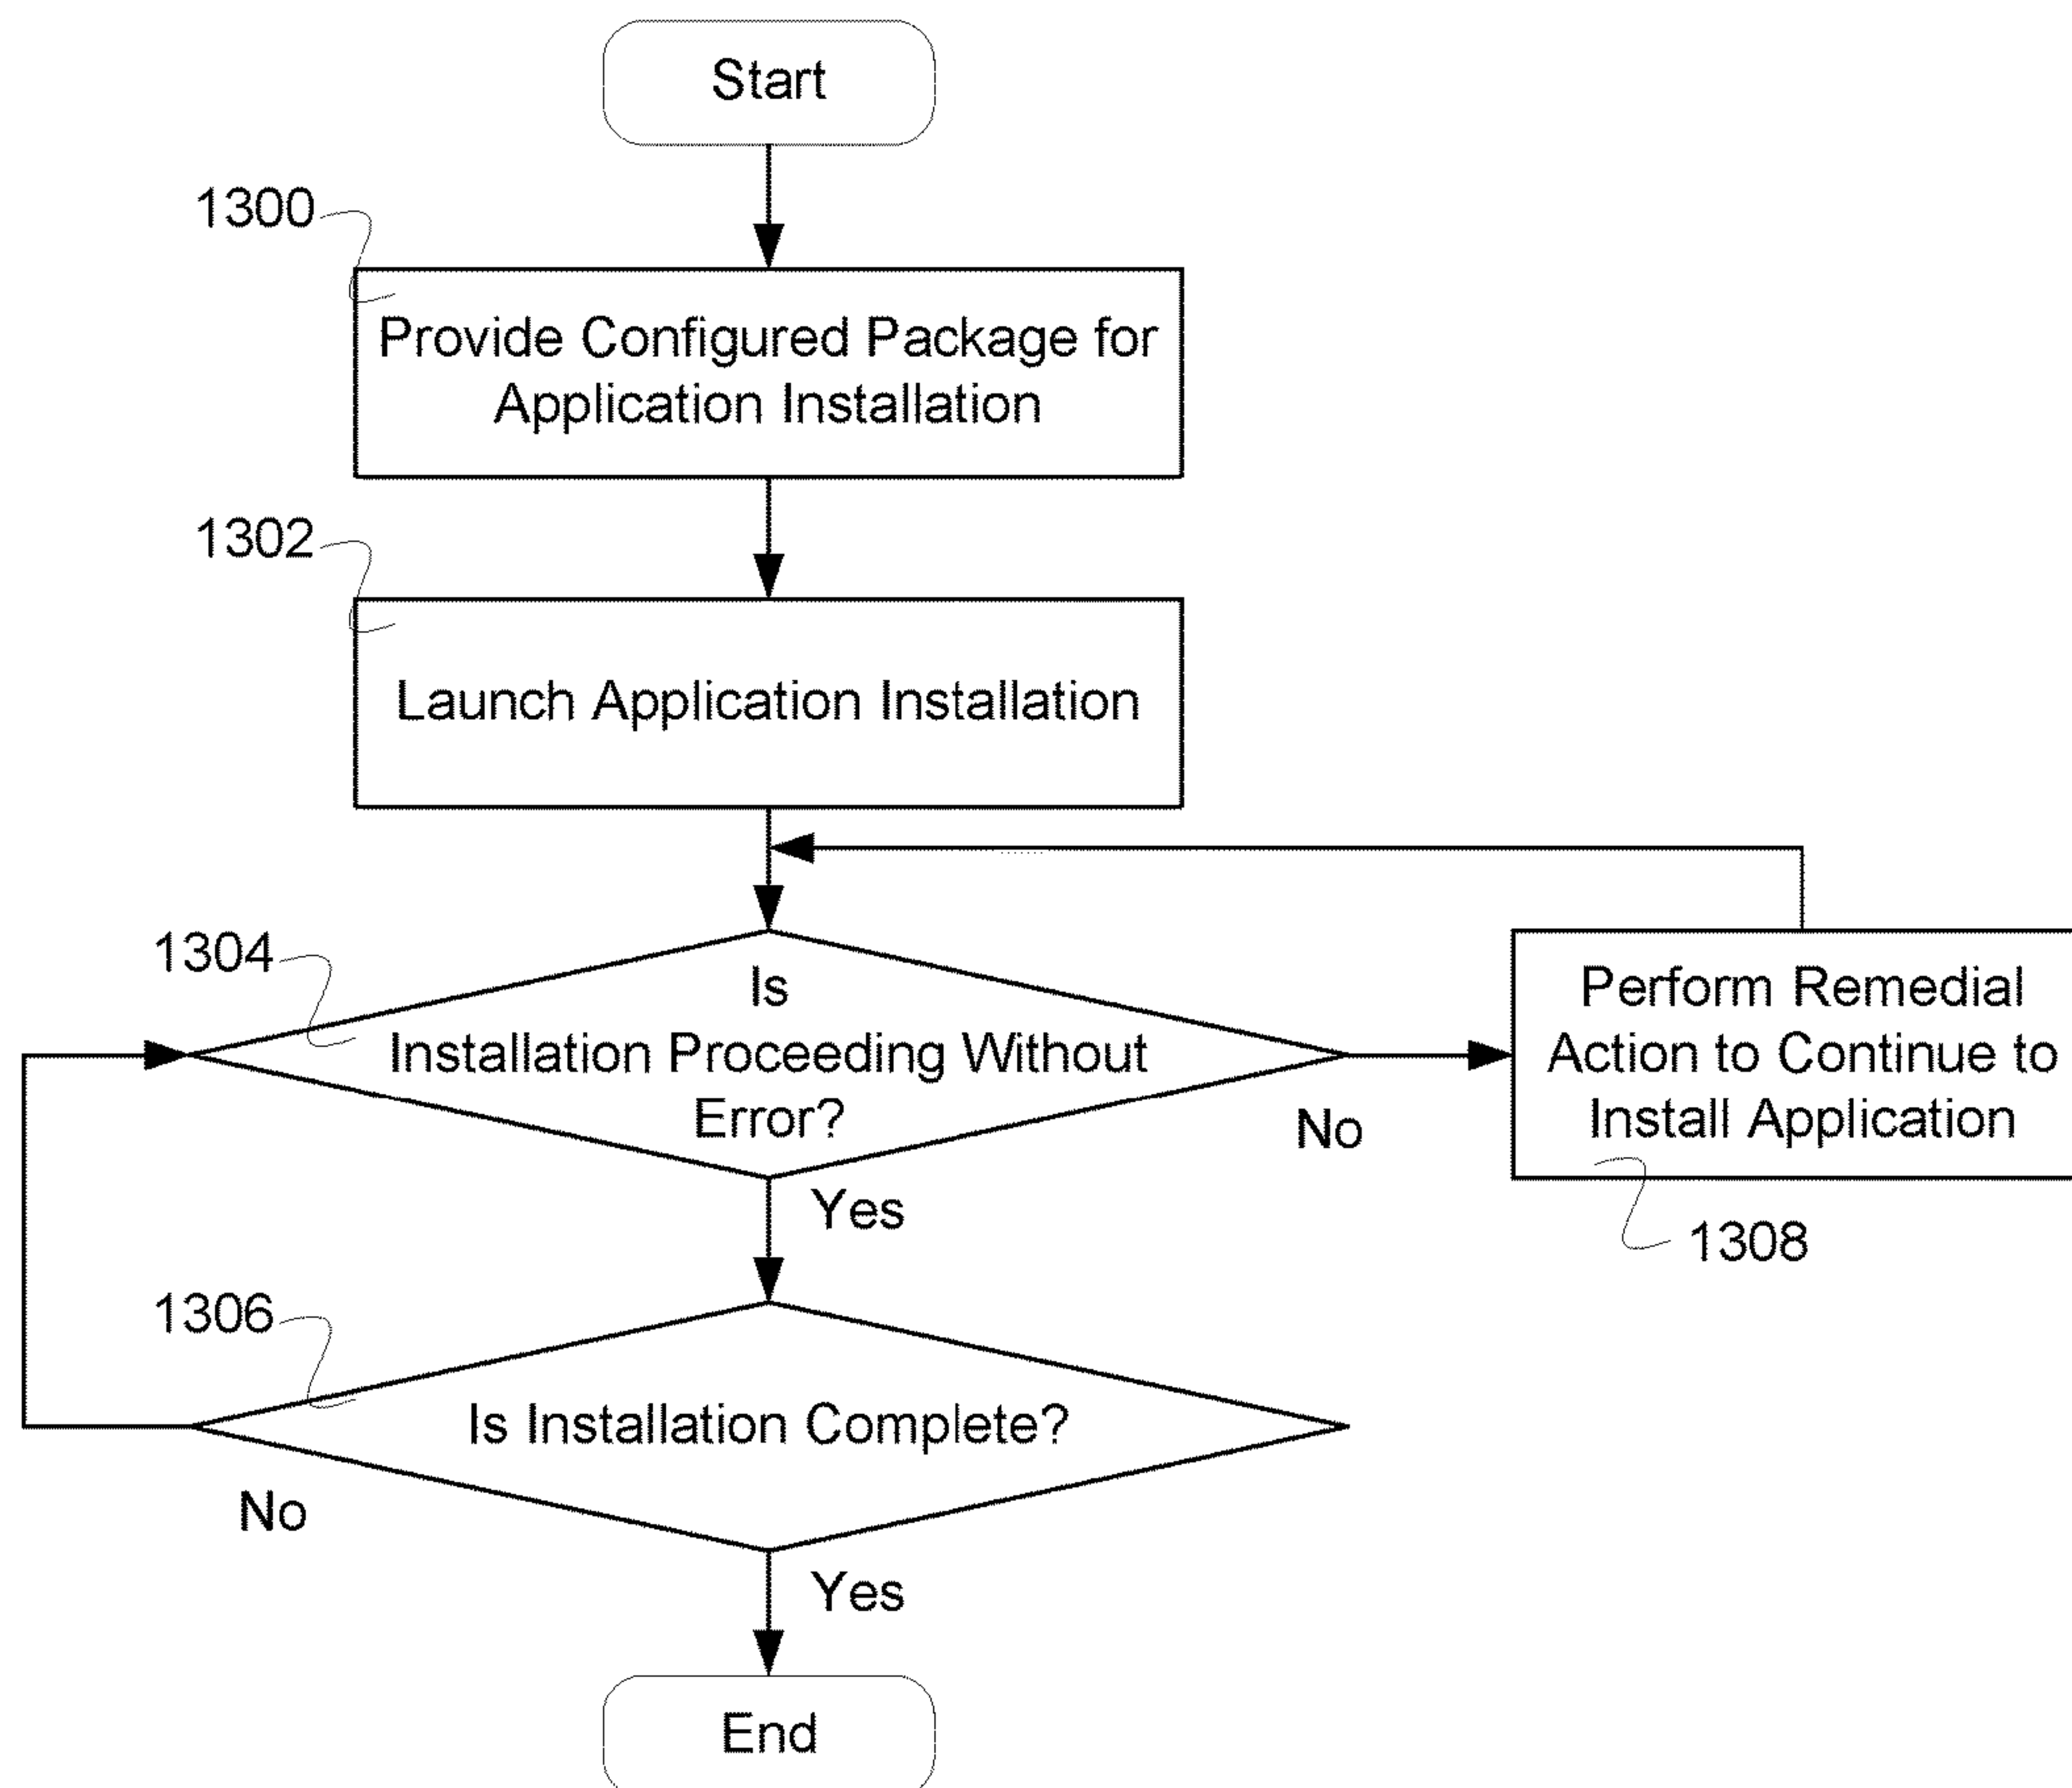 Start
1300
Provide Configured Package for
Application Installation
1302
Launch Application Installation
1304
Is
Installation Proceeding Without
Error?
No
Perform Remedial
Action to Continue to
Install Application
1308
Yes
1306
Is Installation Complete?
No
Yes
End